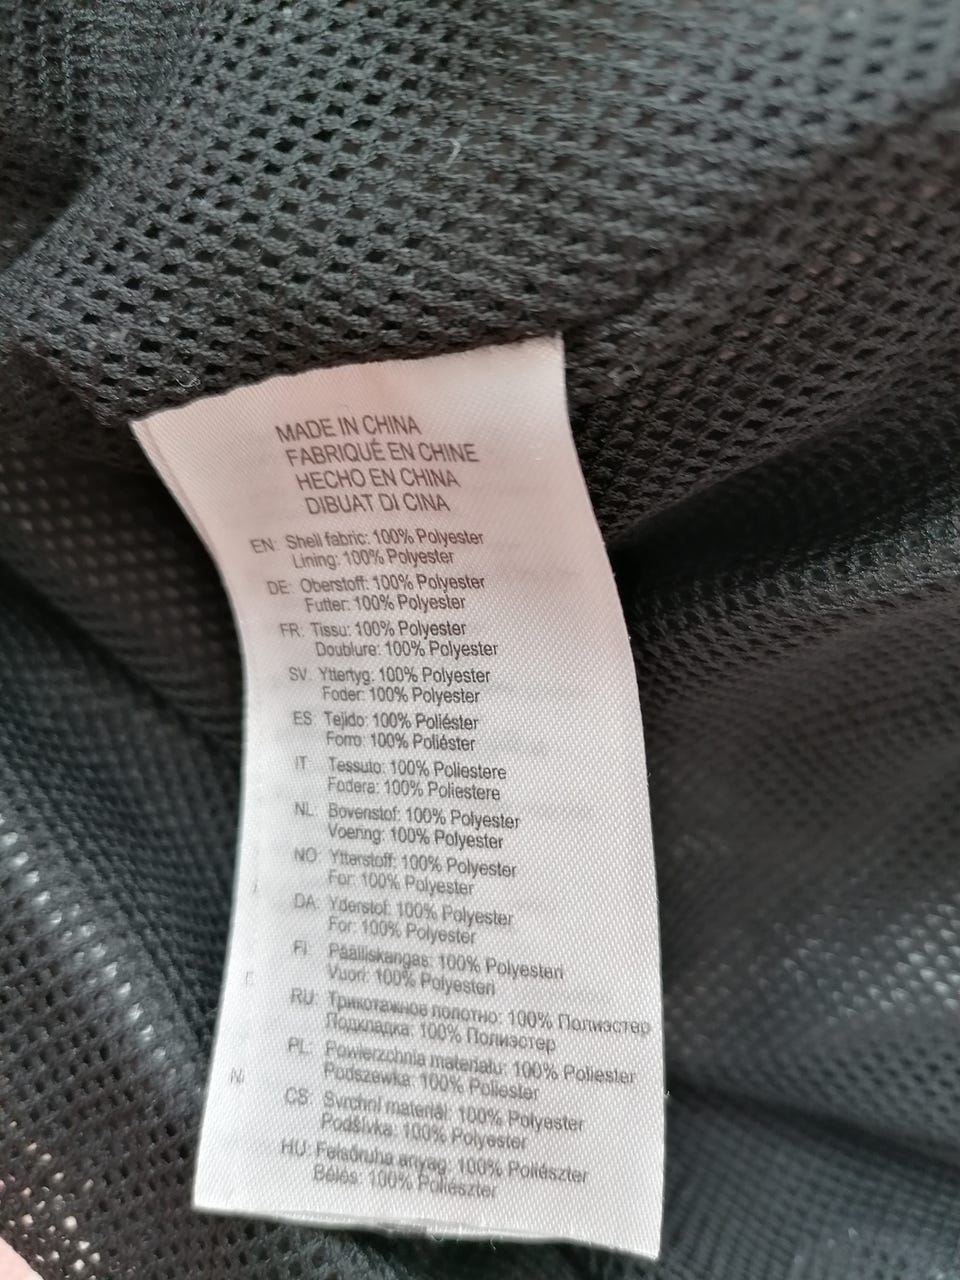 MADE IN CHINA
FABRIQUÉ EN CHINE
HECHO EN CHINA
DIBUAT DI CINA
EN: Shell fabric: 100% Polyester
Lining: 100% Polyester
DE: Oberstoff: 100% Polyester
Futter: 100% Polyester
FR: Tissu: 100% Polyester
Doublure: 100% Polyester
SV: Yttertyg: 100% Polyester
Foder: 100% Polyester
ES: Tejido: 100% Poliéster
Forro: 100% Poliéster
IT: Tessuto: 100% Poliestere
Fodera: 100% Poliestere
NL: Bovenstof: 100% Polyester
Voering: 100% Polyester
NO: Ytterstoff: 100% Polyester
For: 100% Polyester
DA: Yderstof: 100% Polyester
For: 100% Polyester
FI: Päälliskangas: 100% Polyesteri
Vuori: 100% Polyesteri
RU: Трикотажное полотно: 100% Полиэстер
Подкладка: 100% Полиэстер
PL: Powierzchnia materiału: 100% Poliester
Podszewka: 100% Poliester
CS: Svrchní materiál: 100% Polyester
Podšívka: 100% Polyester
HU: Felsőruha anyag: 100% Poliészter
Bélés: 100% Poliészter